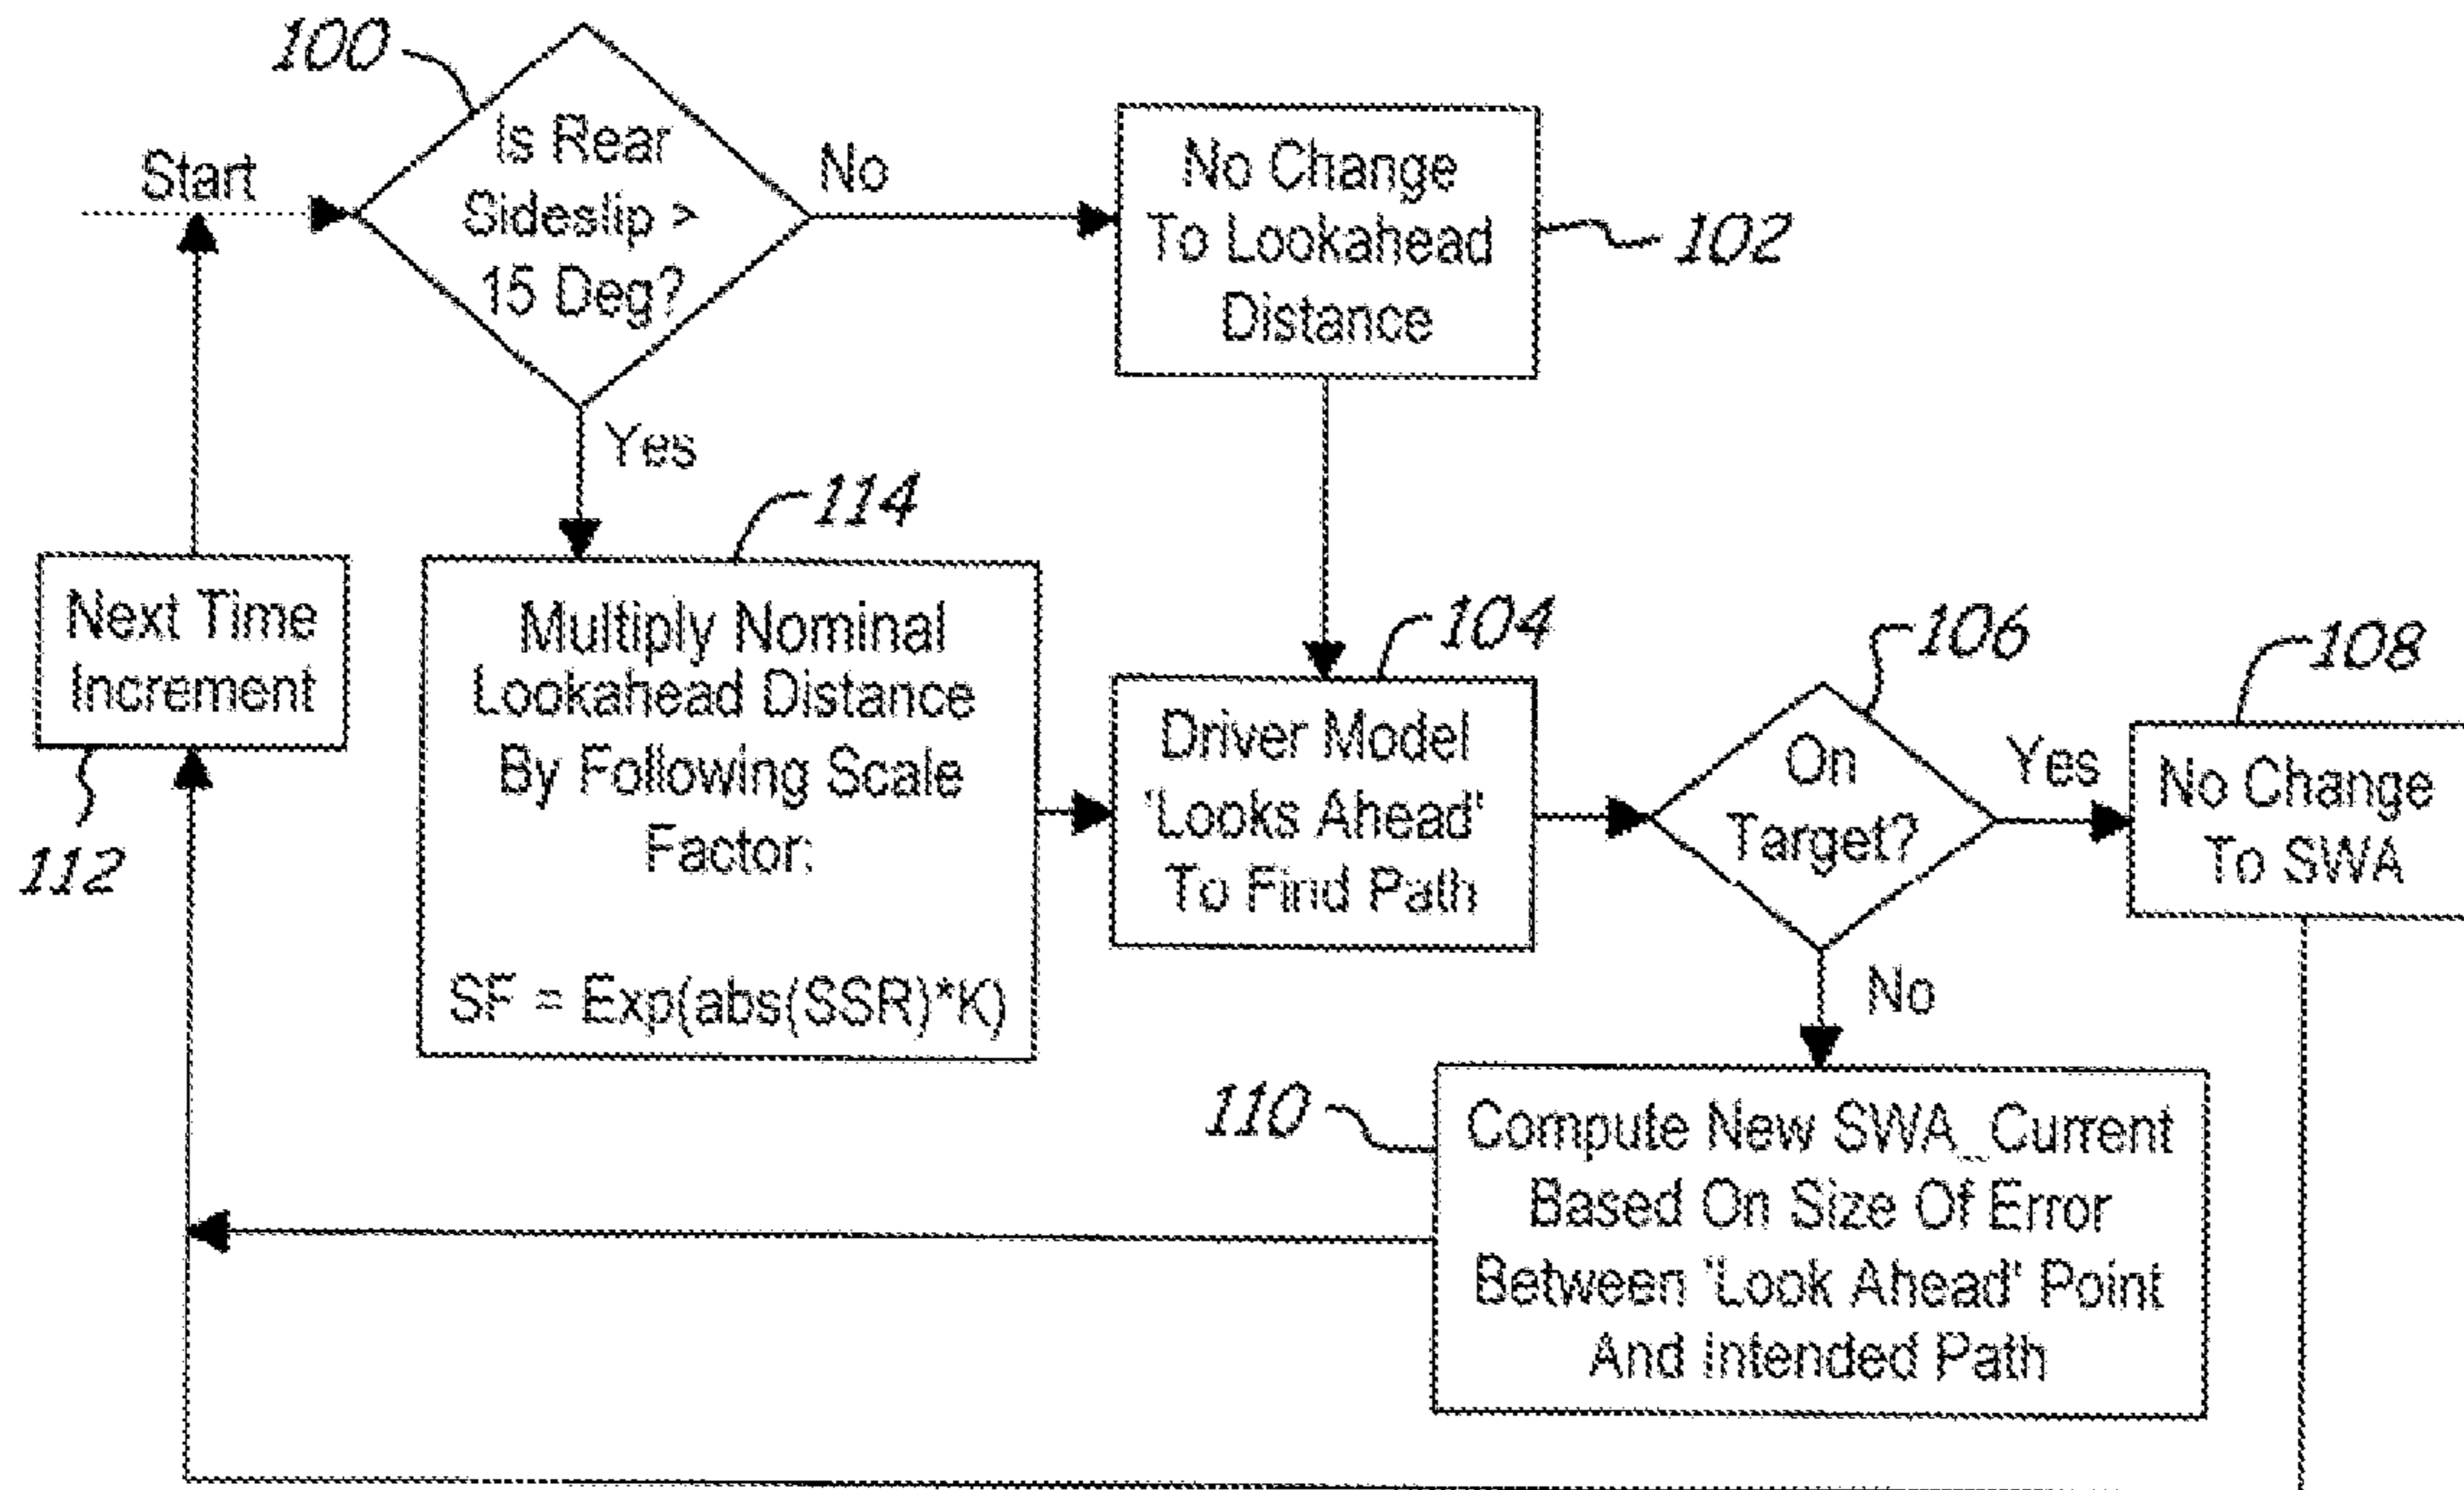 100
Start
Is Rear
Sideslip >
15 Deg?
No
No Change
To Lookahead
Distance
102
Yes
114
Next Time
Increment
112
Multiply Nominal
Lookahead Distance
By Following Scale
Factor:
SF = Exp(abs(SSR)*K)
104
Driver Model
'Looks Ahead'
To Find Path
106
On
Target?
Yes
108
No Change
To SWA
No
110
Compute New SWA_Current
Based On Size Of Error
Between 'Look Ahead' Point
And Intended Path